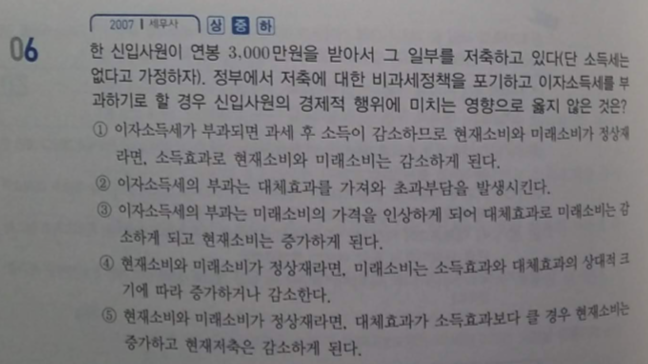 2007 | 세무사 상 중 하
06 한 신입사원이 연봉 3,000만원을 받아서 그 일부를 저축하고 있다(단 소득세는
없다고 가정하자). 정부에서 저축에 대한 비과세정책을 포기하고 이자소득세를 부
과하기로 할 경우 신입사원의 경제적 행위에 미치는 영향으로 옳지 않은 것은?
① 이자소득세가 부과되면 과세 후 소득이 감소하므로 현재소비와 미래소비가 정상재
라면, 소득효과로 현재소비와 미래소비는 감소하게 된다.
② 이자소득세의 부과는 대체효과를 가져와 초과부담을 발생시킨다.
③ 이자소득세의 부과는 미래소비의 가격을 인상하게 되어 대체효과로 미래소비는 감
소하게 되고 현재소비는 증가하게 된다.
④ 현재소비와 미래소비가 정상재라면, 미래소비는 소득효과와 대체효과의 상대적 크
기에 따라 증가하거나 감소한다.
⑤ 현재소비와 미래소비가 정상재라면, 대체효과가 소득효과보다 클 경우 현재소비는
증가하고 현재저축은 감소하게 된다.